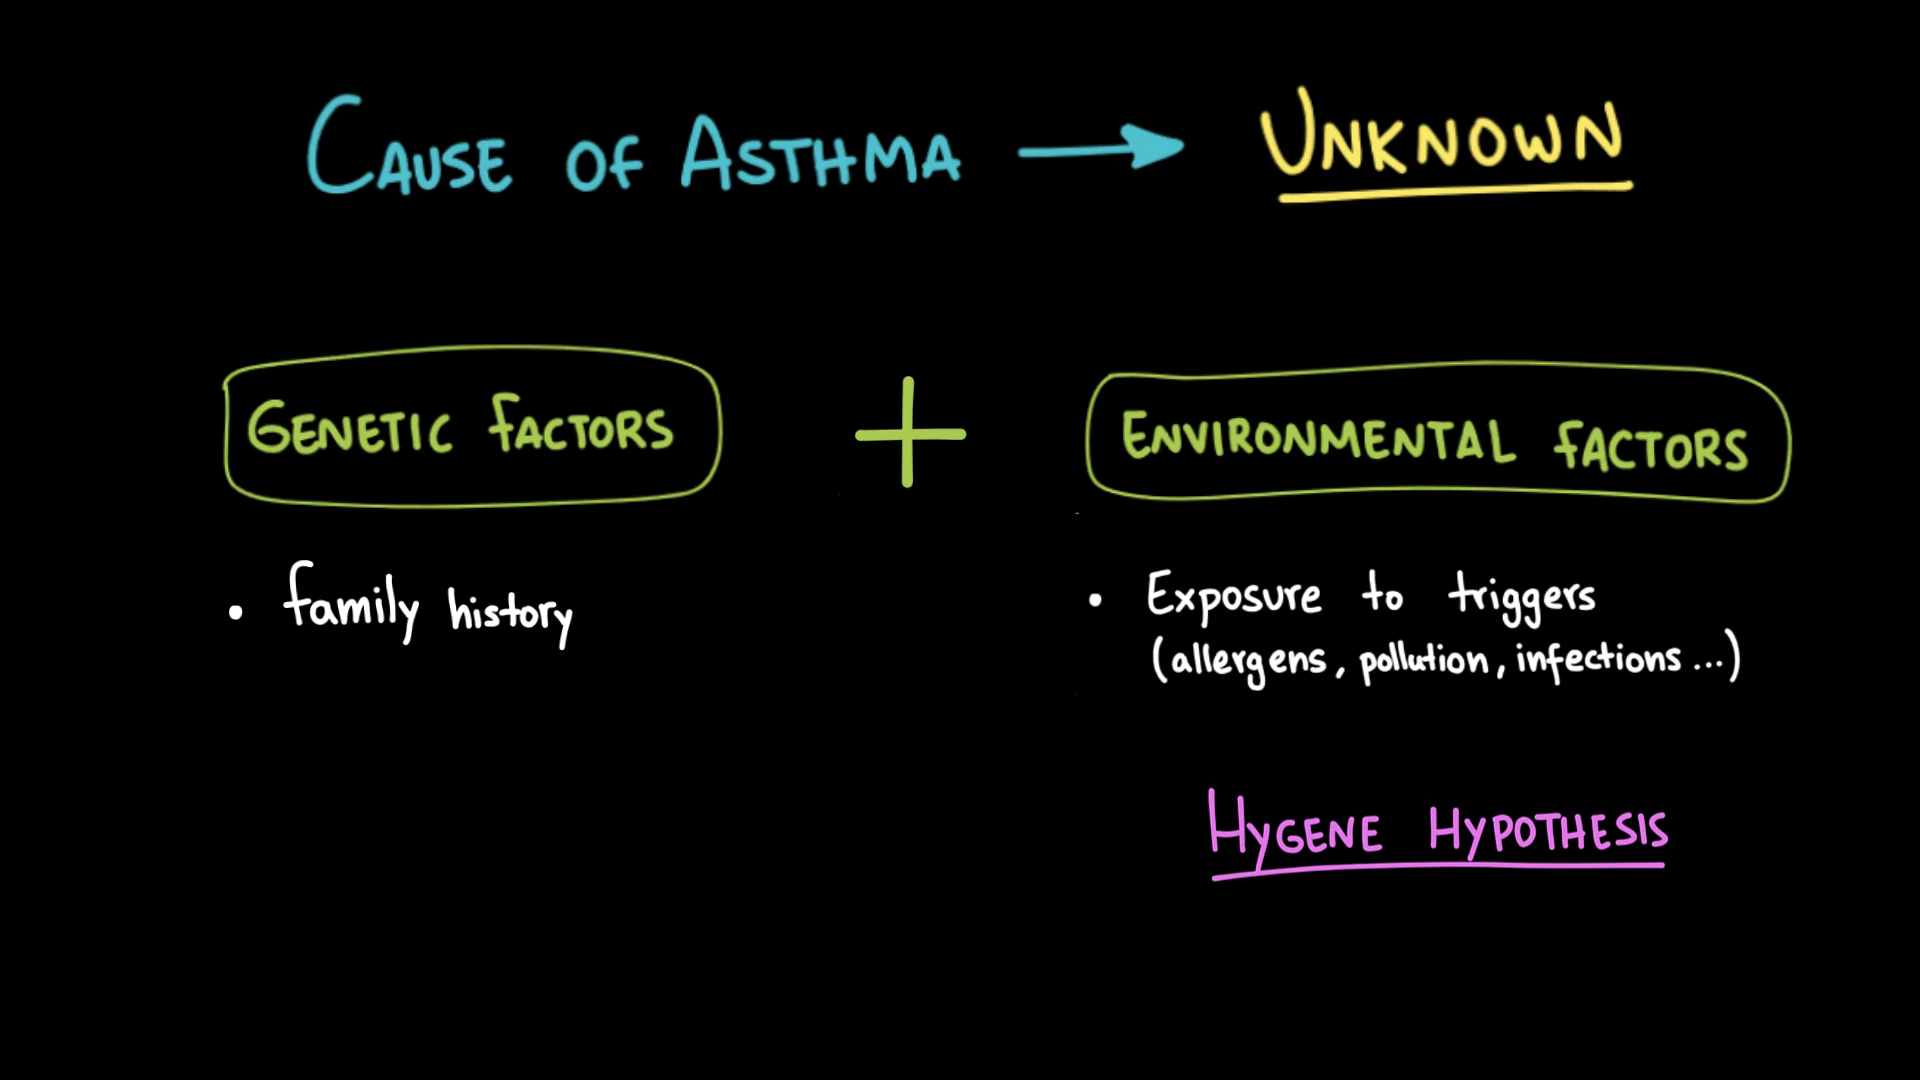 CAUSE OF ASTHMA → UNKNOWN
GENETIC FACTORS + ENVIRONMENTAL FACTORS
• family history
• Exposure to triggers
(allergens, pollution, infections...)
HYGENE HYPOTHESIS